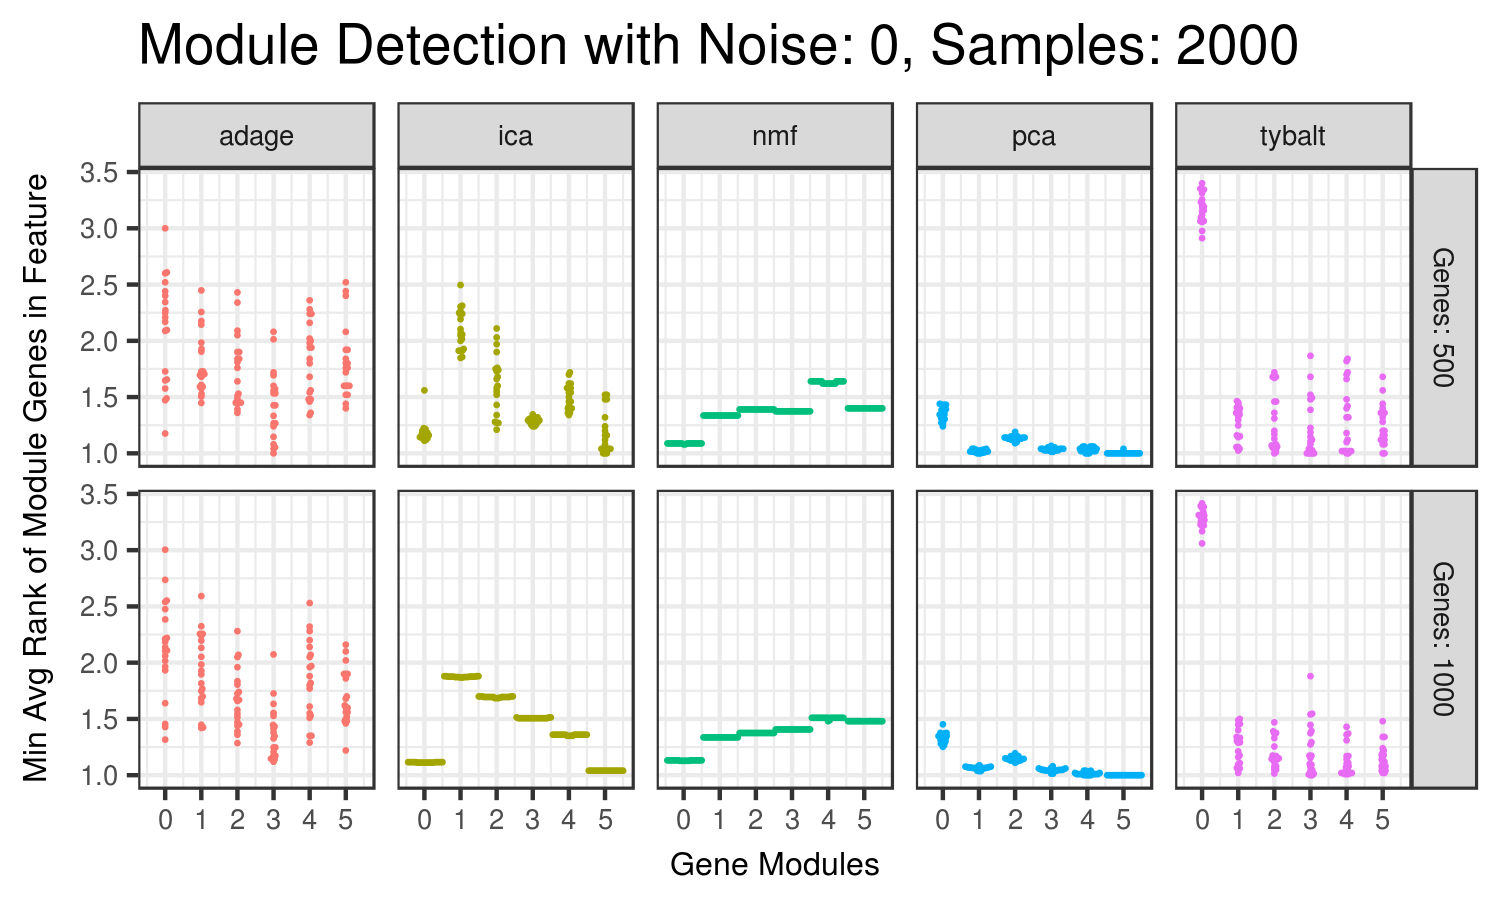 Module Detection with Noise: 0, Samples: 2000
adage ica nmf pca tybalt
Min Avg Rank of Module Genes in Feature
3.5
3.0
2.5
2.0
1.5
1.0
Genes: 500
3.5
3.0
2.5
2.0
1.5
1.0
Genes: 1000
0 1 2 3 4 5 0 1 2 3 4 5 0 1 2 3 4 5 0 1 2 3 4 5 0 1 2 3 4 5
Gene Modules